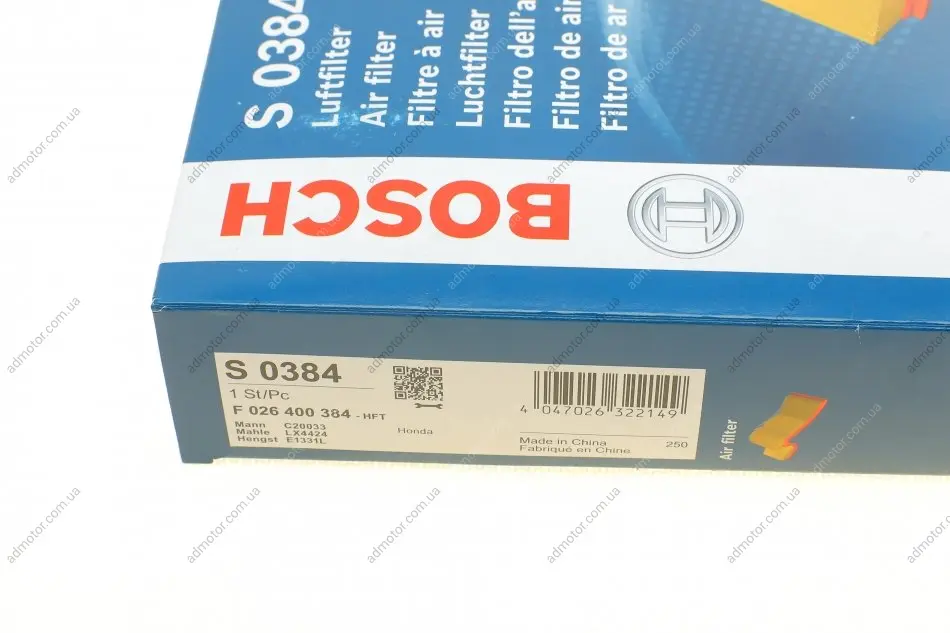 S 0384
Luftfilter
Air filter
Filtre à air
Luchtfilter
Filtro dell'a
Filtro de air
Filtro de ar
BOSCH
S 0384
1 St/Pc
F 026 400 384 - HFT
Mann C20033
Mahle LX4424
Hengst E1331L
Honda
4 047026 322149
Made in China
Fabriqué en Chine
250
Air filter
admotor.com.ua